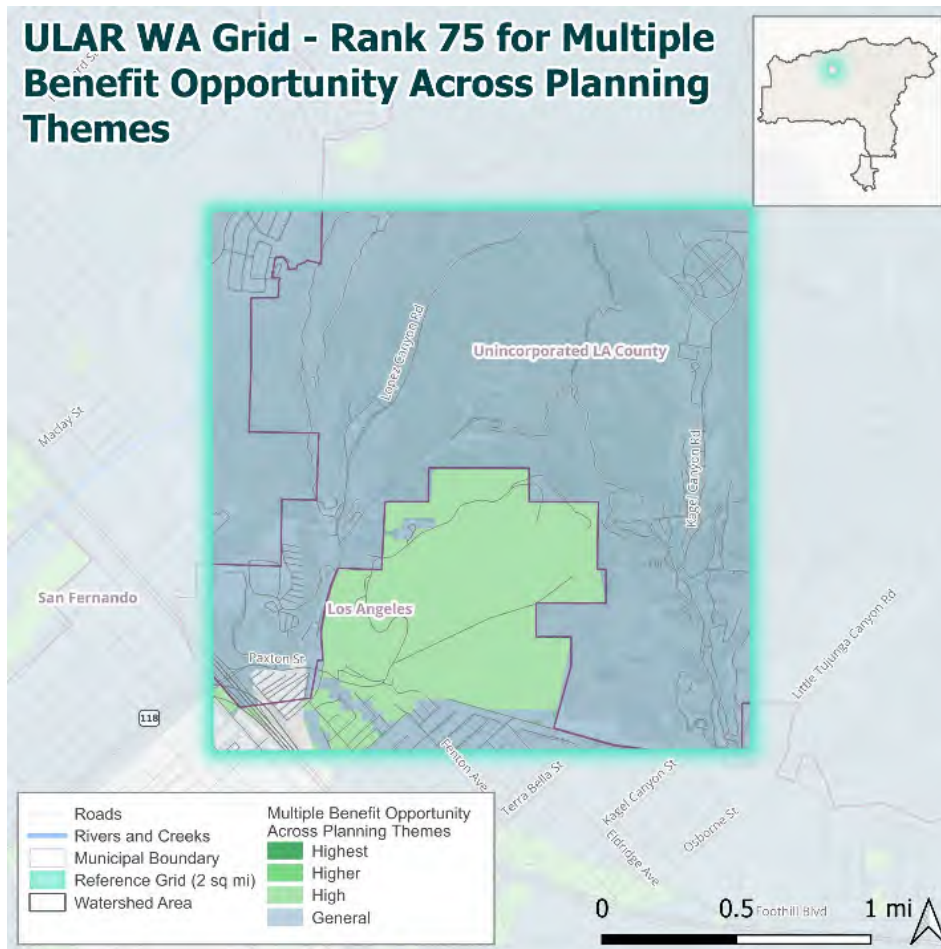 ULAR WA Grid - Rank 75 for Multiple
Benefit Opportunity Across Planning
Themes
Lopez Canyon Rd
Unincorporated LA County
Maclay St
Kagel Canyon Rd
San Fernando
Los Angeles
Little Tujunga Canyon Rd
Paxton St
118
Fenton Ave
Terra Bella St
Kagel Canyon St
Osborne St
Eldridge Ave
Roads
Rivers and Creeks
Municipal Boundary
Reference Grid (2 sq mi)
Watershed Area
Multiple Benefit Opportunity
Across Planning Themes
Highest
Higher
High
General
0 0.5 1 mi
Foothill Blvd